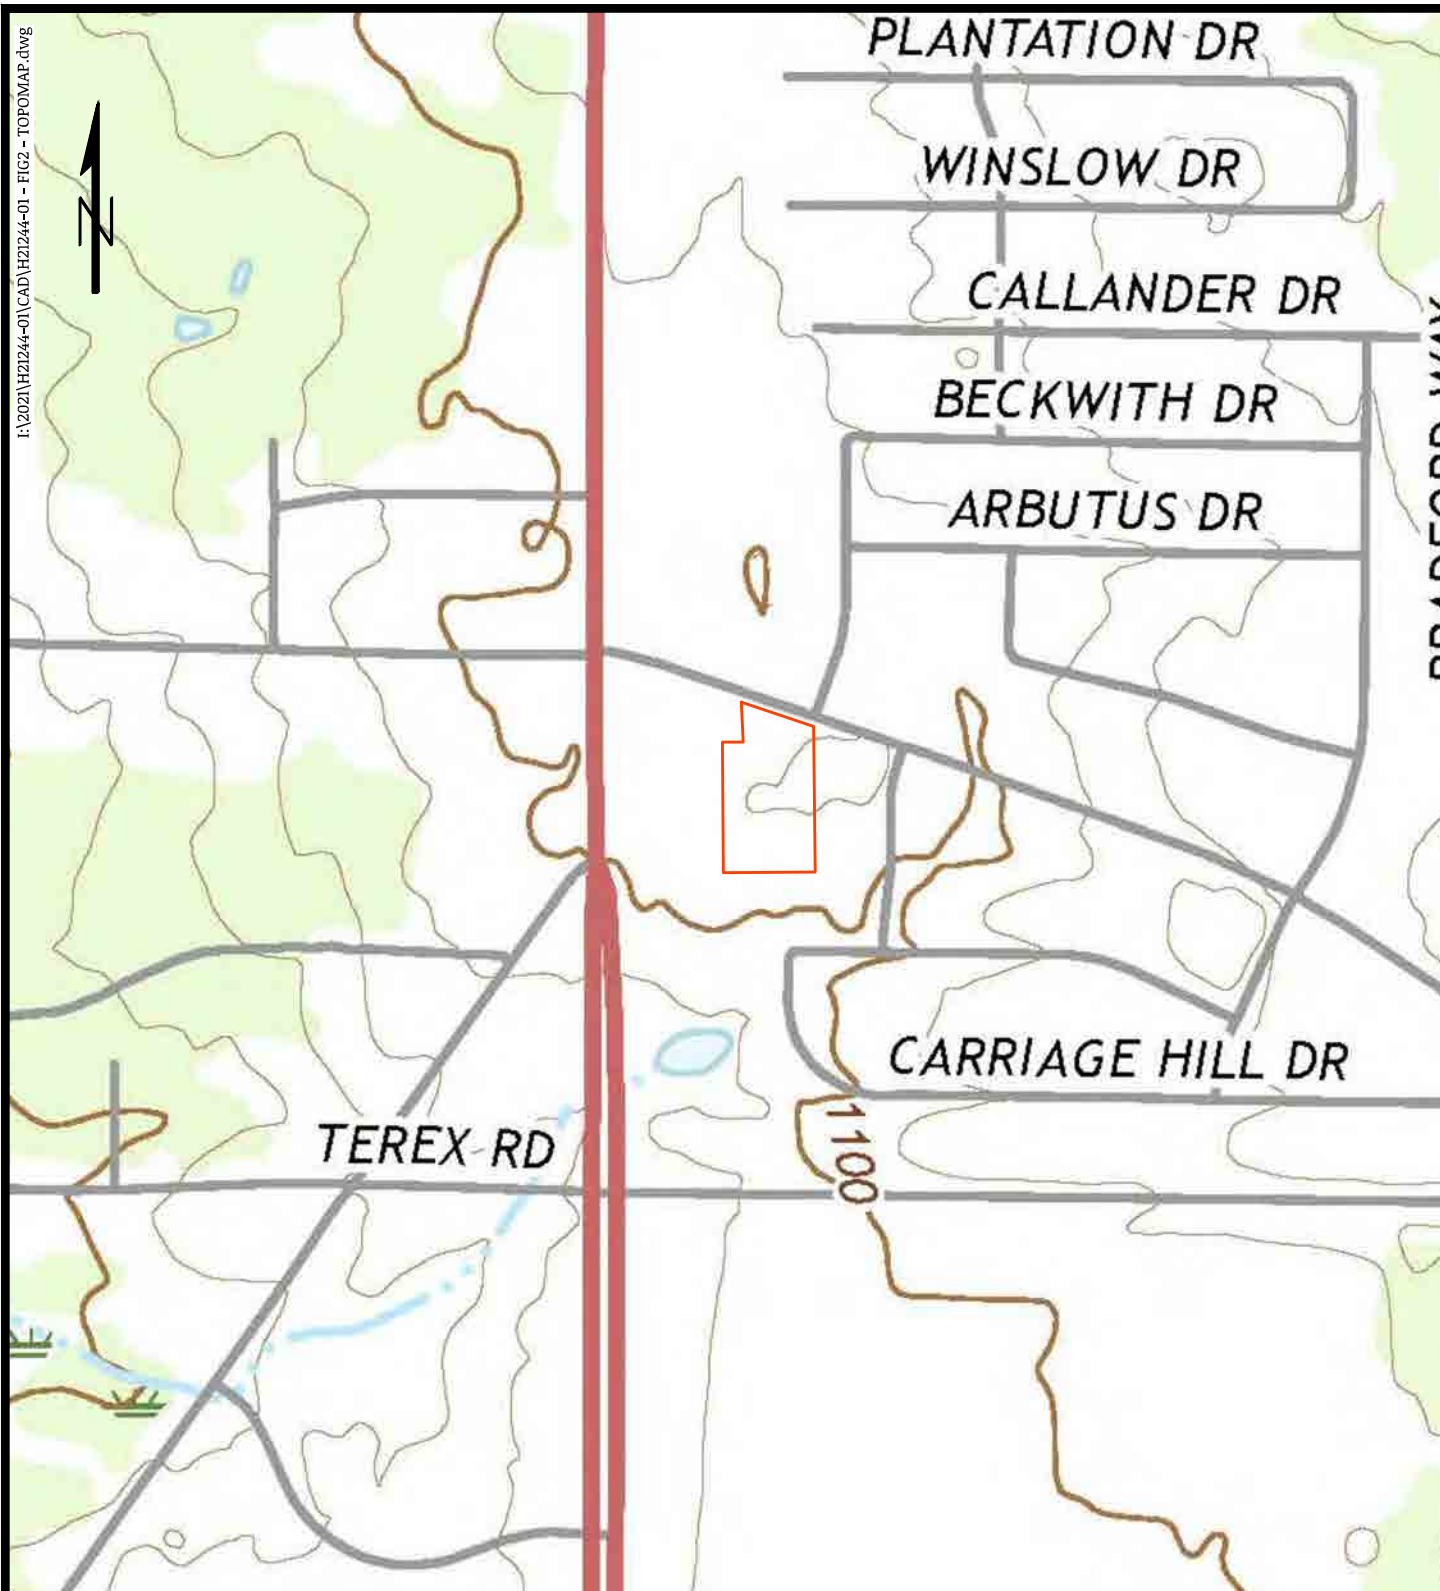 I:\2021\H21244-01\CAD\H21244-01 - FIG2 - TOPOMAP.dwg
N
PLANTATION DR
WINSLOW DR
CALLANDER DR
BECKWITH DR
ARBUTUS DR
CARRIAGE HILL DR
TEREX RD
1100